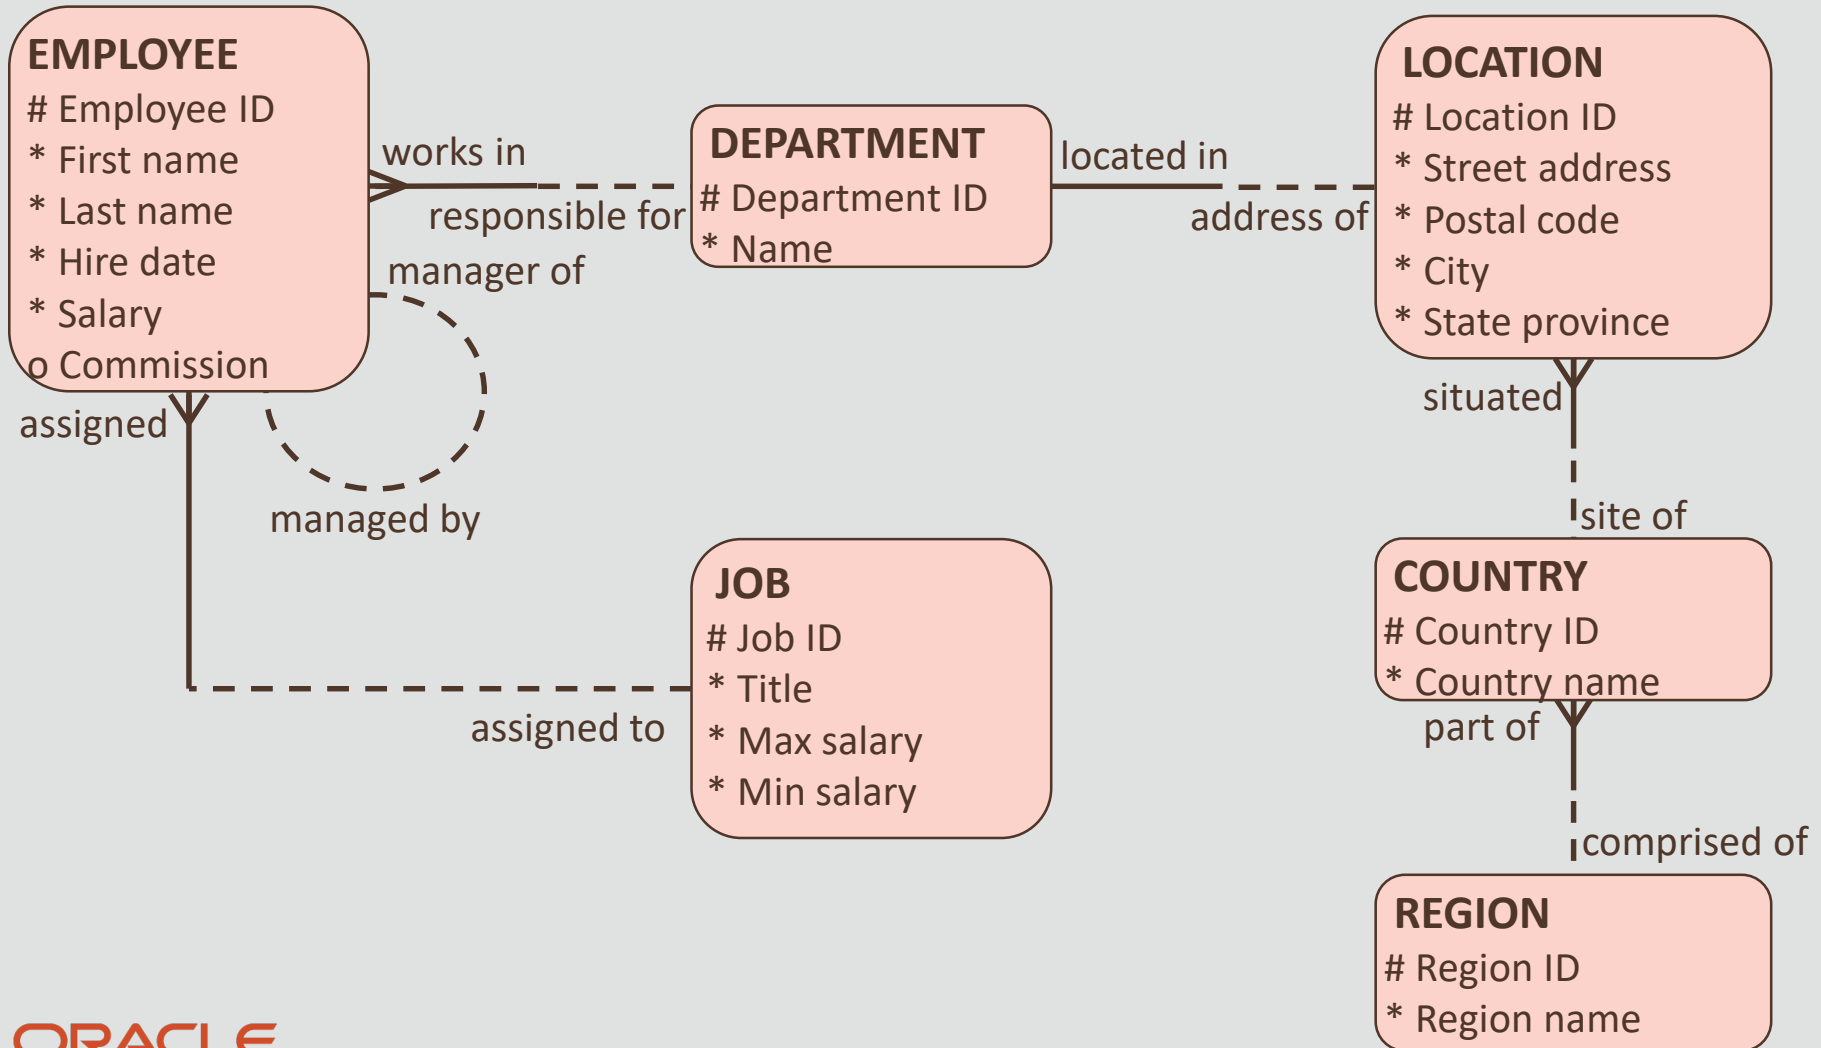 EMPLOYEE
# Employee ID
* First name
* Last name
* Hire date
* Salary
o Commission
works in
responsible for
manager of
managed by
assigned
assigned to
DEPARTMENT
# Department ID
* Name
located in
address of
LOCATION
# Location ID
* Street address
* Postal code
* City
* State province
situated
site of
JOB
# Job ID
* Title
* Max salary
* Min salary
COUNTRY
# Country ID
* Country name
part of
comprised of
REGION
# Region ID
* Region name
ORACLE